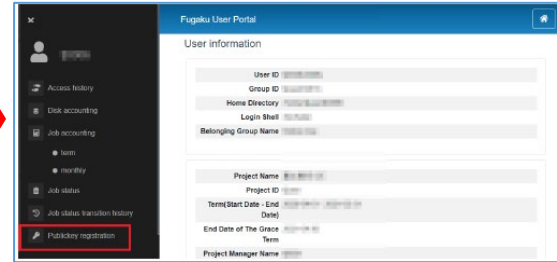 ×
Fugaku User Portal
Access history
Disk accounting
Job accounting
term
monthly
Job status
Job status transition history
Publickey registration
User information
User ID
Group ID
Home Directory
Login Shell
Belonging Group Name
Project Name
Project ID
Term(Start Date - End
Date)
End Date of The Grace
Term
Project Manager Name